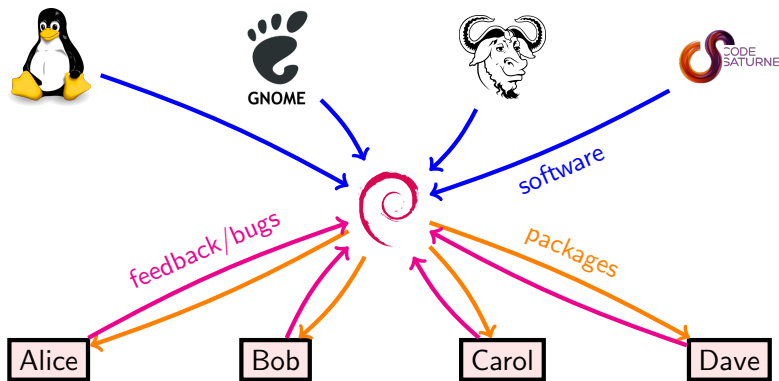 GNOME
CODE
SATURNE
software
feedback/bugs
packages
Alice
Bob
Carol
Dave